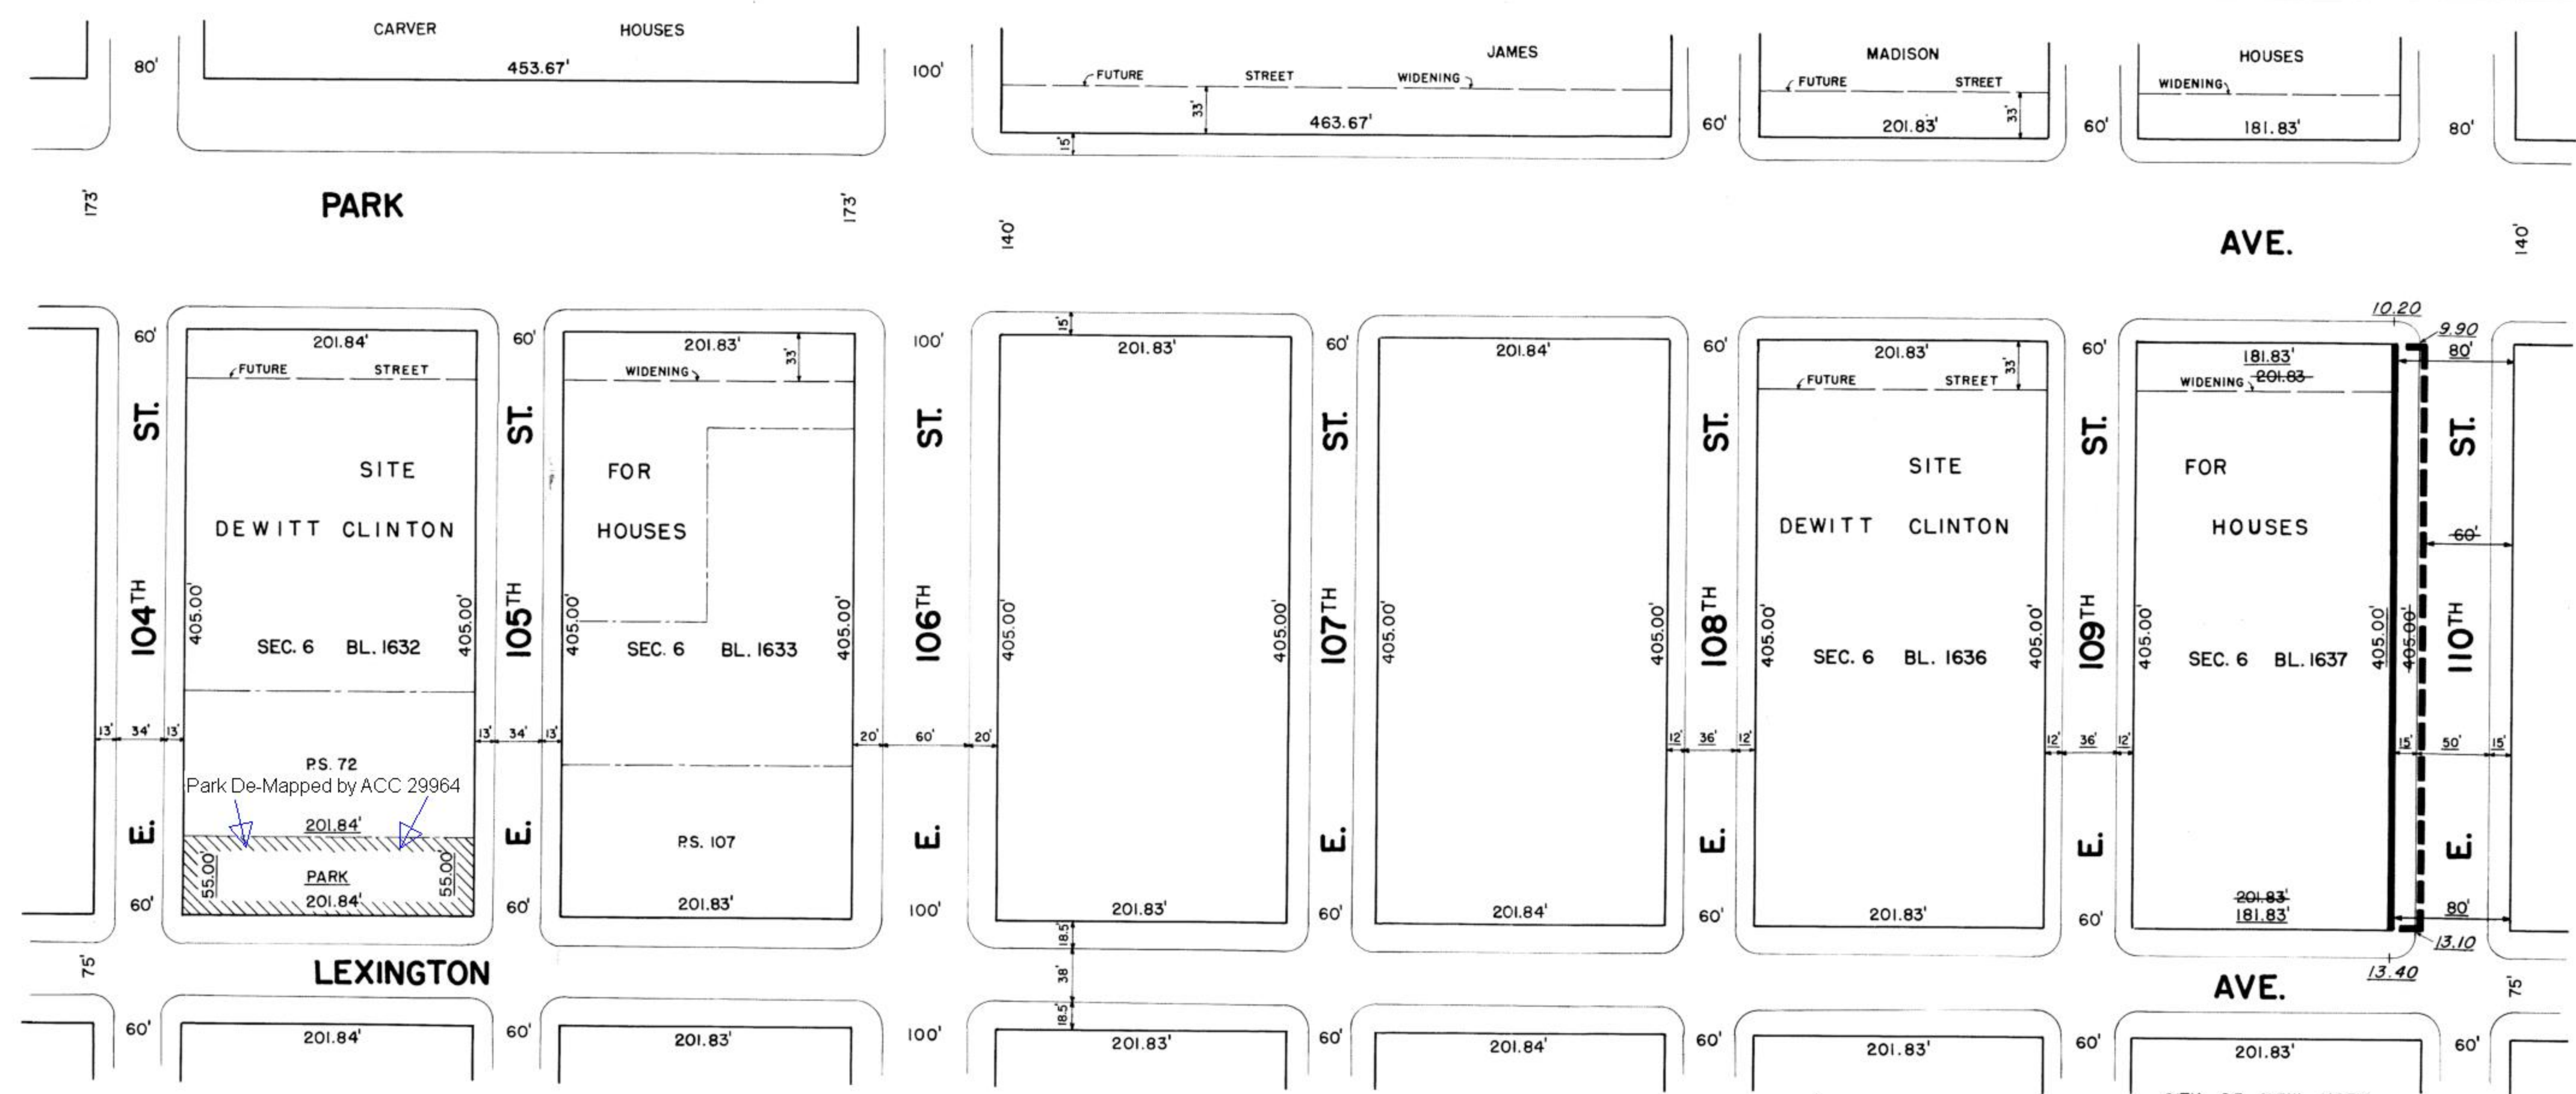 CARVER HOUSES
JAMES MADISON HOUSES
80' 453.67' 100'
FUTURE STREET WIDENING
FUTURE STREET
WIDENING
33' 463.67' 60' 201.83' 33' 60' 181.83' 80'
15'
173' PARK 173' 140' AVE. 140'
10.20
9.90
60' 201.84' 60' 201.83' 33' 100' 15' 201.83' 60' 201.84' 60' 201.83' 33' 60' 181.83' 80'
FUTURE STREET
WIDENING
FUTURE STREET
WIDENING 201.83
E. 104TH ST.
E. 105TH ST.
E. 106TH ST.
E. 107TH ST.
E. 108TH ST.
E. 109TH ST.
E. 110TH ST.
SITE FOR
DEWITT CLINTON HOUSES
SITE FOR
DEWITT CLINTON HOUSES
60'
405.00' 405.00' 405.00' 405.00' 405.00' 405.00' 405.00' 405.00' 405.00' 405.00' 405.00' 405.00' 405.00'
SEC. 6 BL. 1632
SEC. 6 BL. 1633
SEC. 6 BL. 1636
SEC. 6 BL. 1637
13' 34' 13' 13' 34' 13' 20' 60' 20' 12' 36' 12' 12' 36' 12' 15' 50' 15'
P.S. 72
Park De-Mapped by ACC 29964
201.84'
55.00 PARK 55.00
201.84'
P.S. 107
60' 60' 201.83' 100' 201.83' 60' 201.84' 60' 201.83' 60' 201.83' 80'
181.83'
13.10
13.40
18.5'
75' LEXINGTON 38' AVE. 75'
18.5'
60' 201.84' 60' 201.83' 100' 201.83' 60' 201.84' 60' 201.83' 60' 201.83' 60'